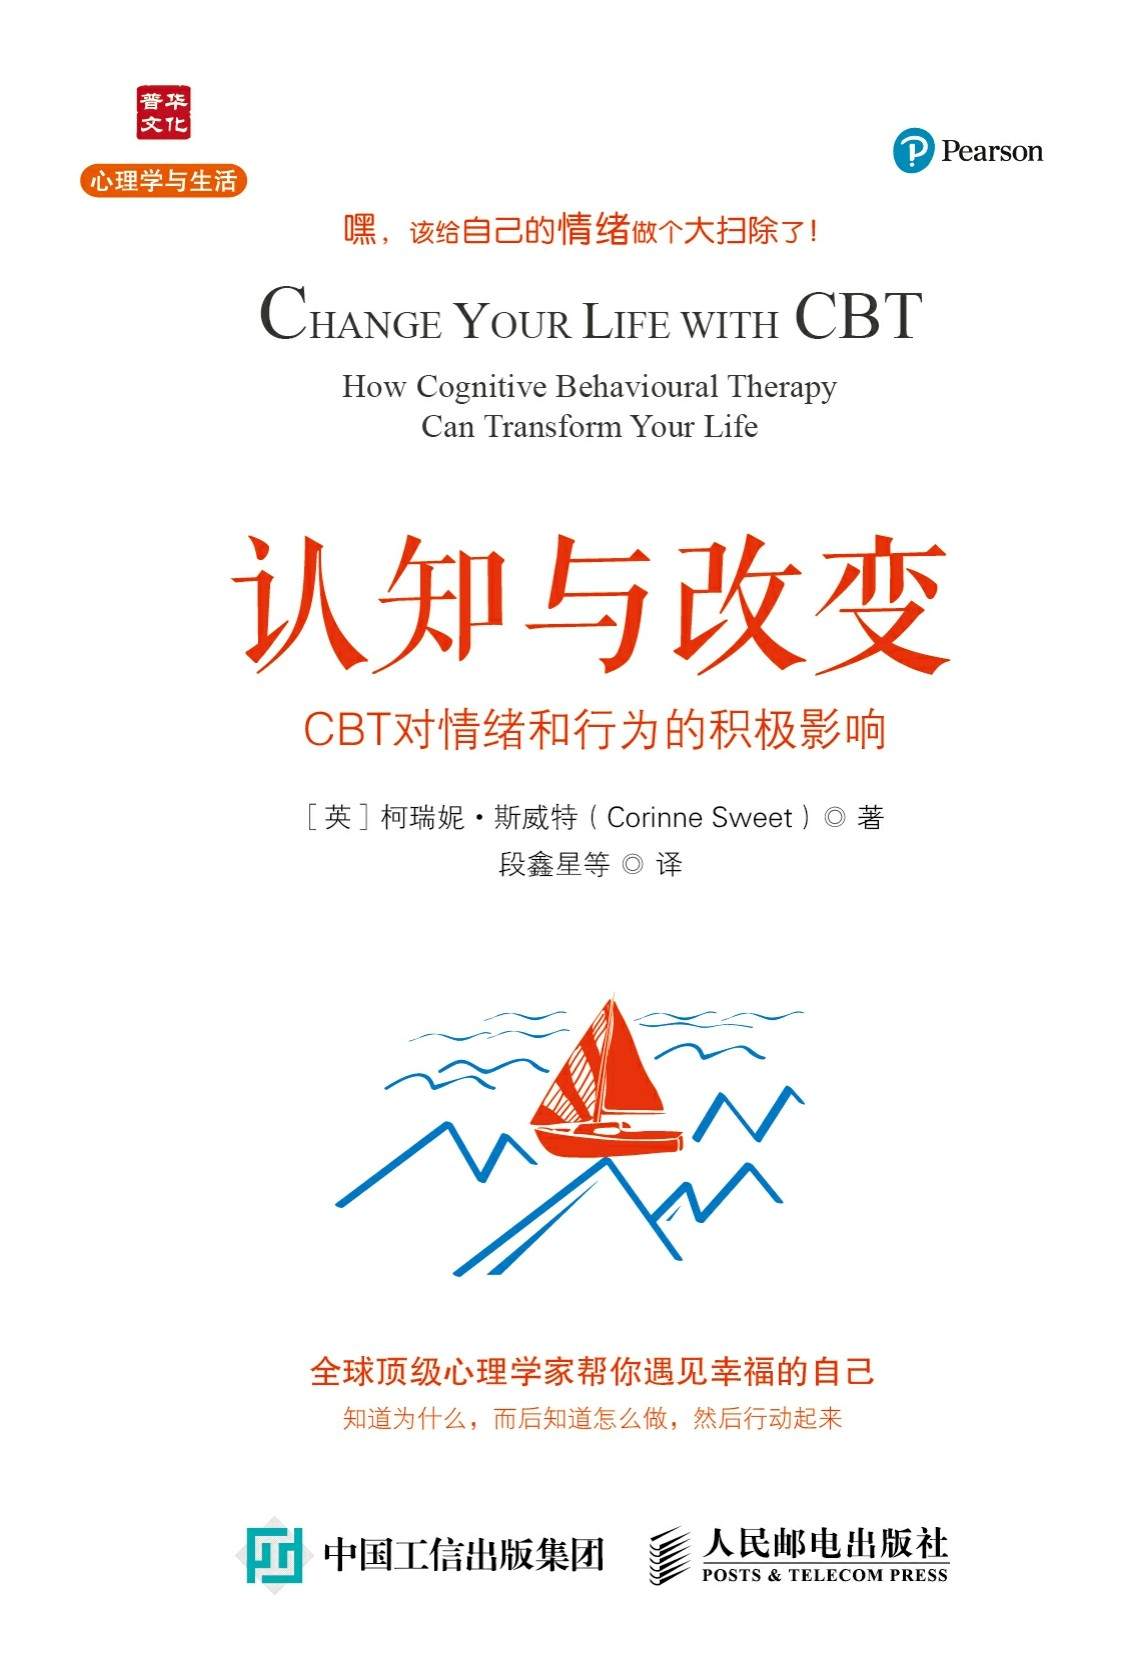 普华
文化
心理学与生活
Pearson
嘿，该给自己的情绪做个大扫除了！
CHANGE YOUR LIFE WITH CBT
How Cognitive Behavioural Therapy
Can Transform Your Life
认知与改变
CBT对情绪和行为的积极影响
［英］柯瑞妮·斯威特（Corinne Sweet）◎ 著
段鑫星等 ◎ 译
全球顶级心理学家帮你遇见幸福的自己
知道为什么，而后知道怎么做，然后行动起来
中国工信出版集团
人民邮电出版社
POSTS & TELECOM PRESS